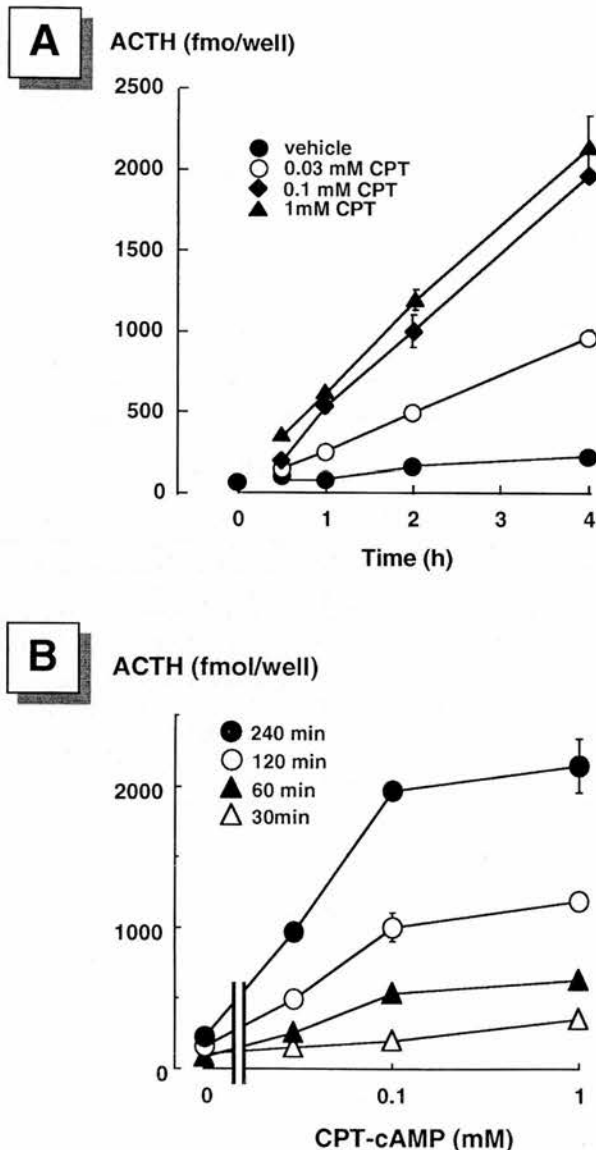 A
ACTH (fmo/well)
2500
2000
1500
1000
500
0
vehicle
0.03 mM CPT
0.1 mM CPT
1mM CPT
0 1 2 3 4
Time (h)
B
ACTH (fmol/well)
2000
1000
0
240 min
120 min
60 min
30min
0 0.1 1
CPT-cAMP (mM)